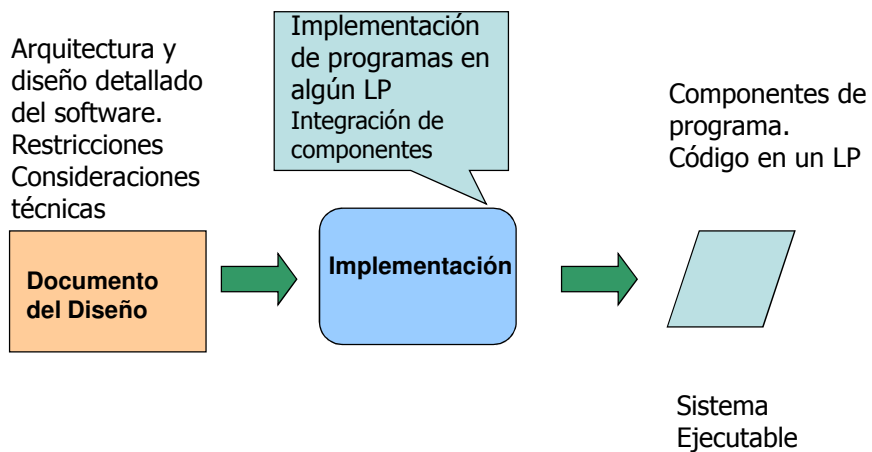 Arquitectura y
diseño detallado
del software.
Restricciones
Consideraciones
técnicas
Documento
del Diseño
Implementación
de programas en
algún LP
Integración de
componentes
Implementación
Componentes de
programa.
Código en un LP
Sistema
Ejecutable